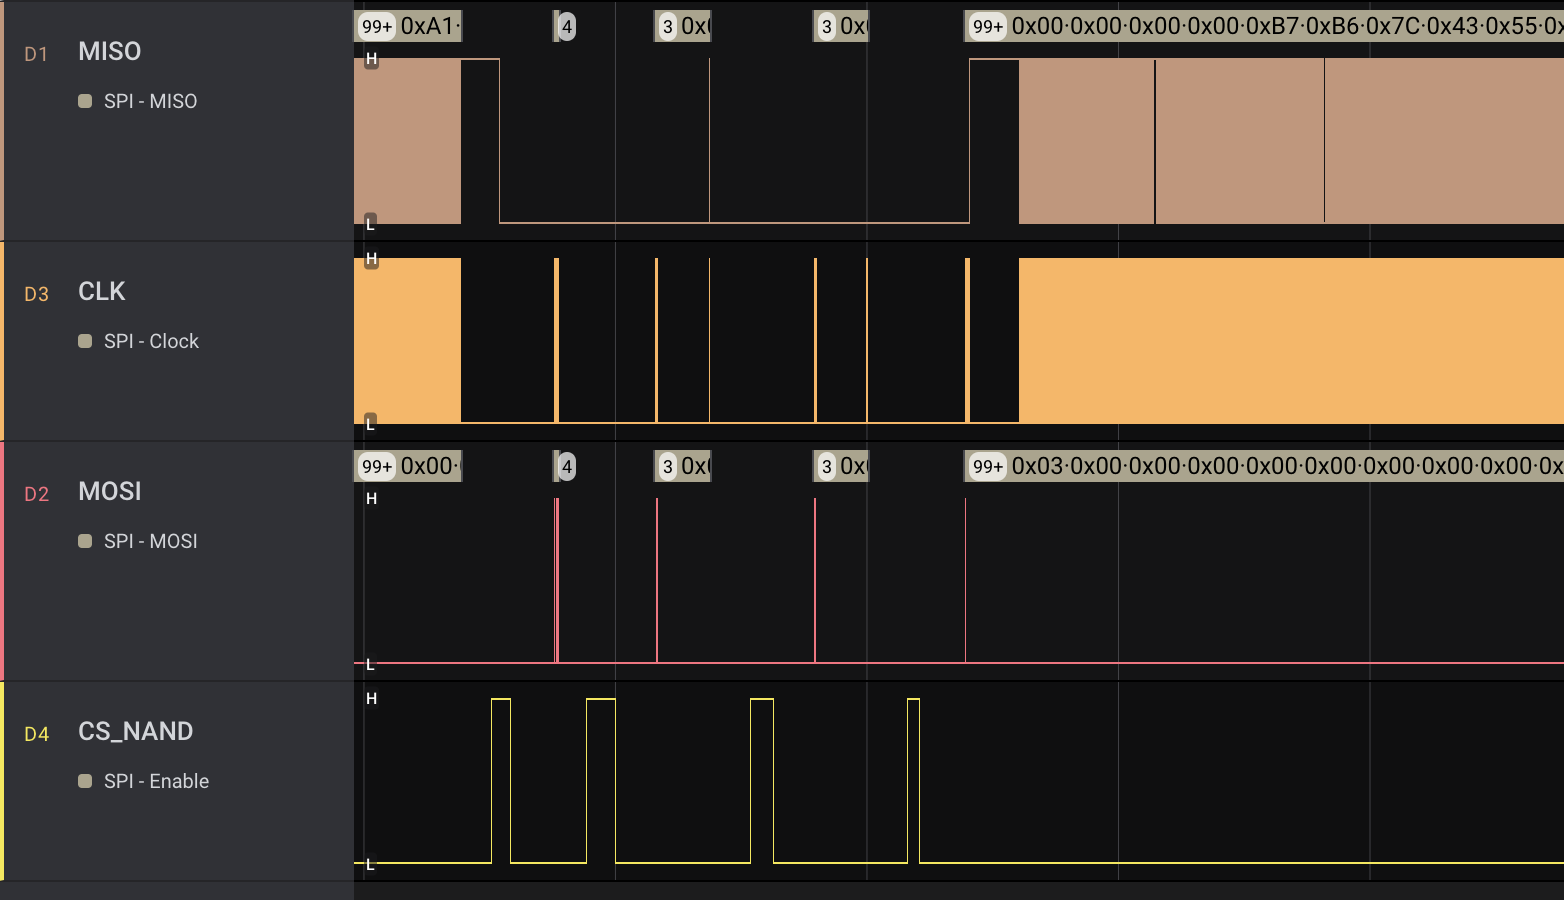 D1 MISO
SPI - MISO
99+ 0xA1·
4
3 0x
3 0x
99+ 0x00·0x00·0x00·0x00·0xB7·0xB6·0x7C·0x43·0x55·0x
H
L
D3 CLK
SPI - Clock
H
L
D2 MOSI
SPI - MOSI
99+ 0x00·
4
3 0x
3 0x
99+ 0x03·0x00·0x00·0x00·0x00·0x00·0x00·0x00·0x00·0x
H
L
D4 CS_NAND
SPI - Enable
H
L